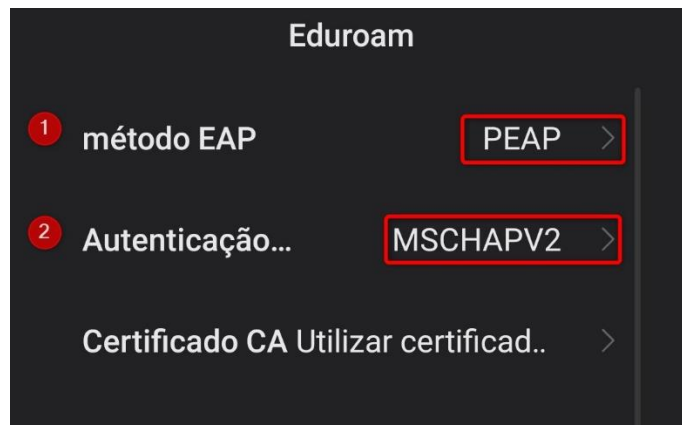 Eduroam
1 método EAP PEAP
2 Autenticação... MSCHAPV2
Certificado CA Utilizar certificad..